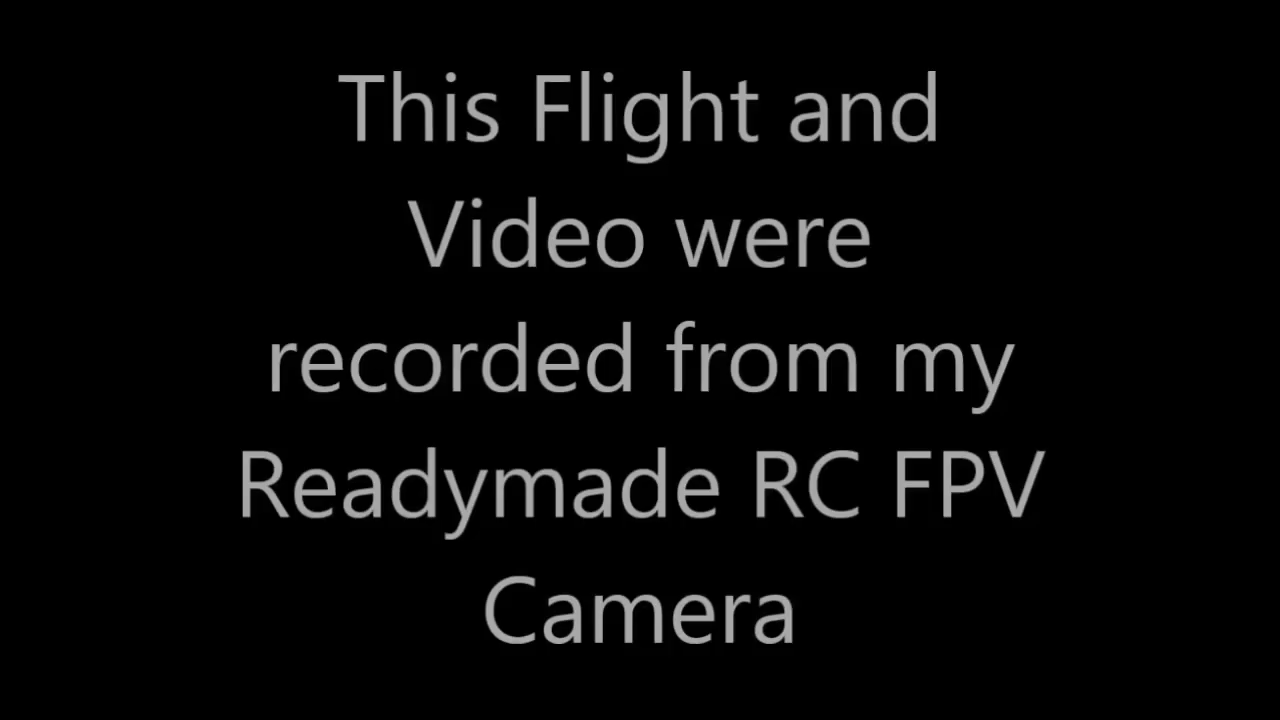 This Flight and
Video were
recorded from my
Readymade RC FPV
Camera